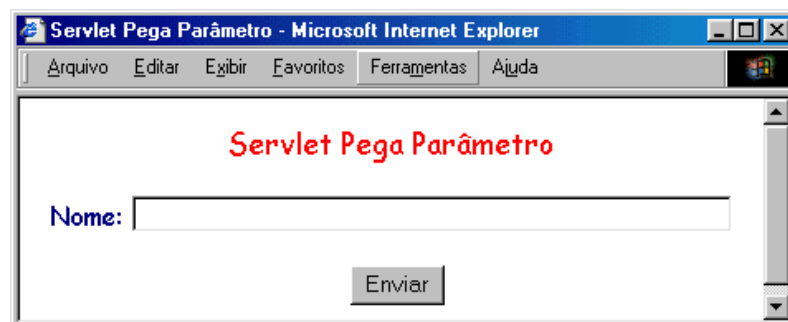 Servlet Pega Parâmetro - Microsoft Internet Explorer
Arquivo Editar Exibir Favoritos Ferramentas Ajuda
Servlet Pega Parâmetro
Nome:
Enviar